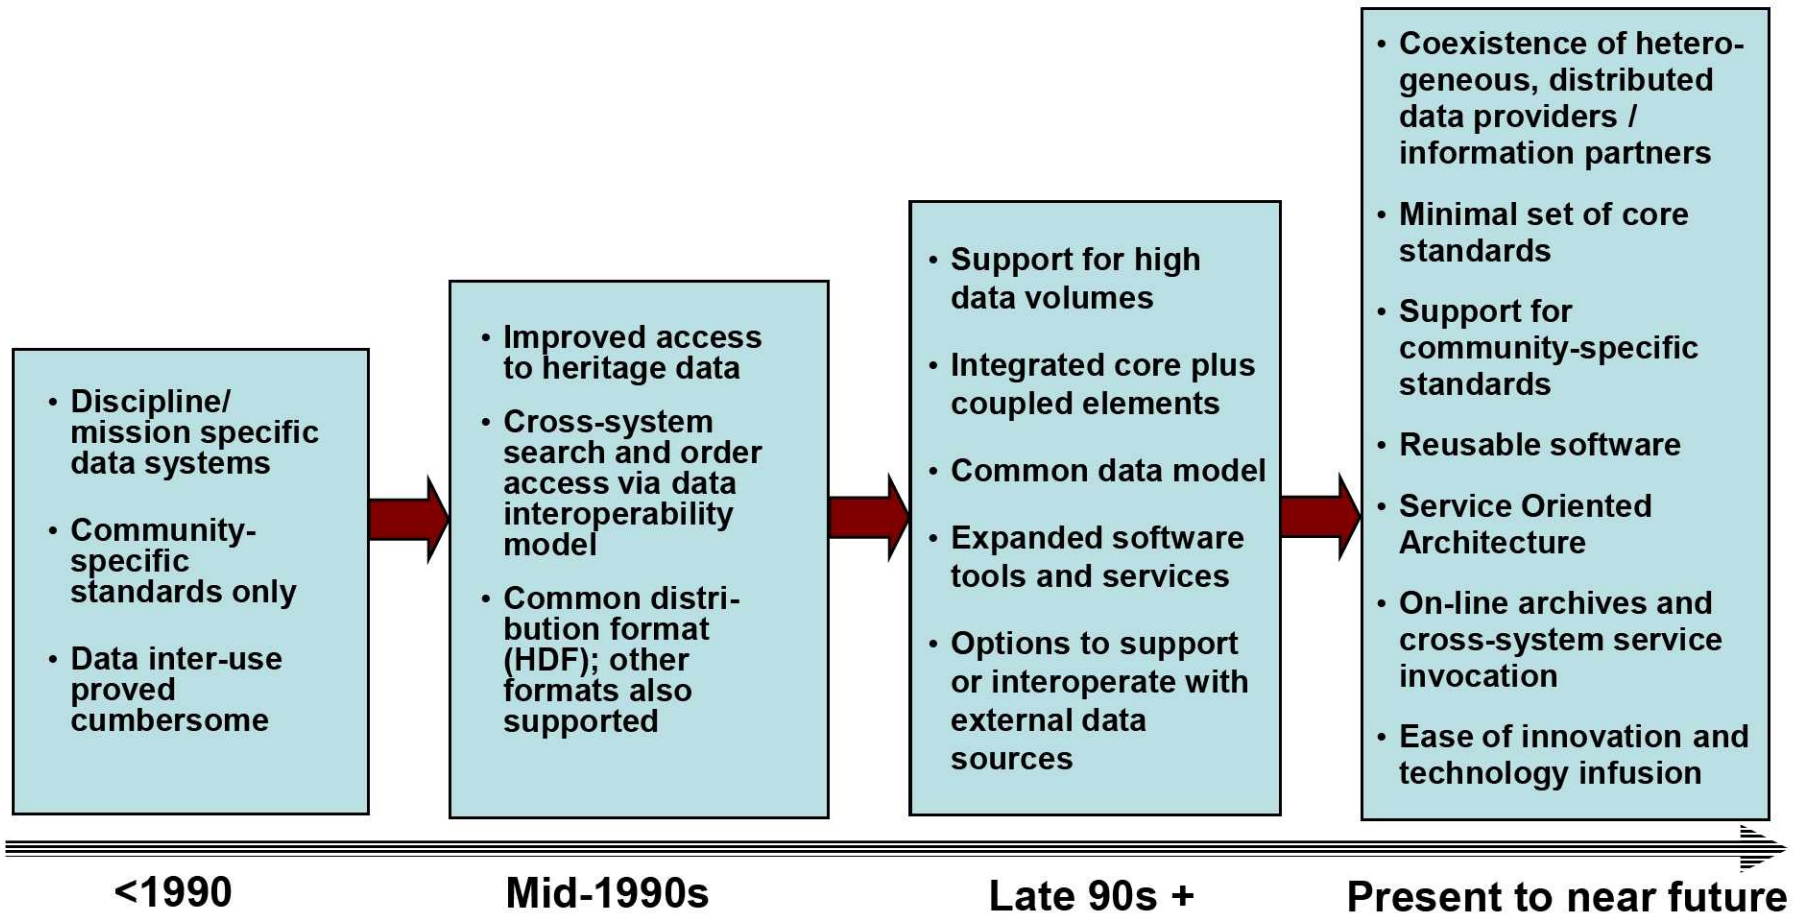 • Discipline/
mission specific
data systems
• Community-
specific
standards only
• Data inter-use
proved
cumbersome
• Improved access
to heritage data
• Cross-system
search and order
access via data
interoperability
model
• Common distri-
bution format
(HDF); other
formats also
supported
• Support for high
data volumes
• Integrated core plus
coupled elements
• Common data model
• Expanded software
tools and services
• Options to support
or interoperate with
external data
sources
• Coexistence of hetero-
geneous, distributed
data providers /
information partners
• Minimal set of core
standards
• Support for
community-specific
standards
• Reusable software
• Service Oriented
Architecture
• On-line archives and
cross-system service
invocation
• Ease of innovation and
technology infusion
<1990
Mid-1990s
Late 90s +
Present to near future